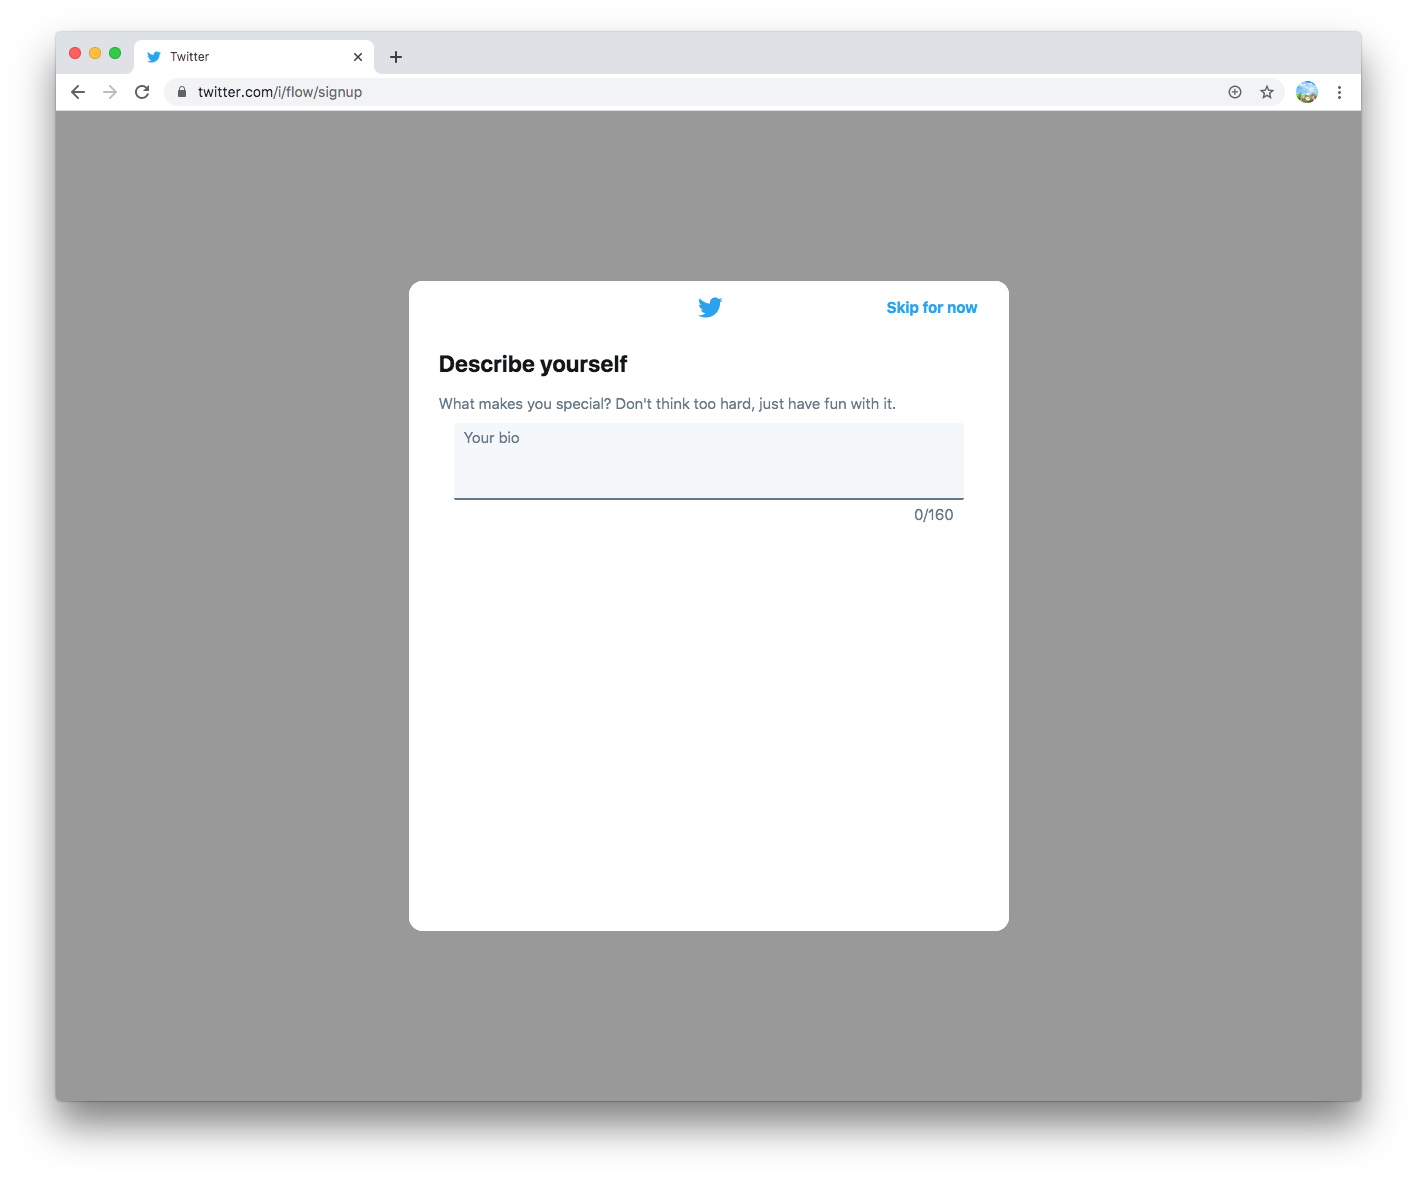 Twitter
twitter.com/i/flow/signup
Skip for now
Describe yourself
What makes you special? Don't think too hard, just have fun with it.
Your bio
0/160